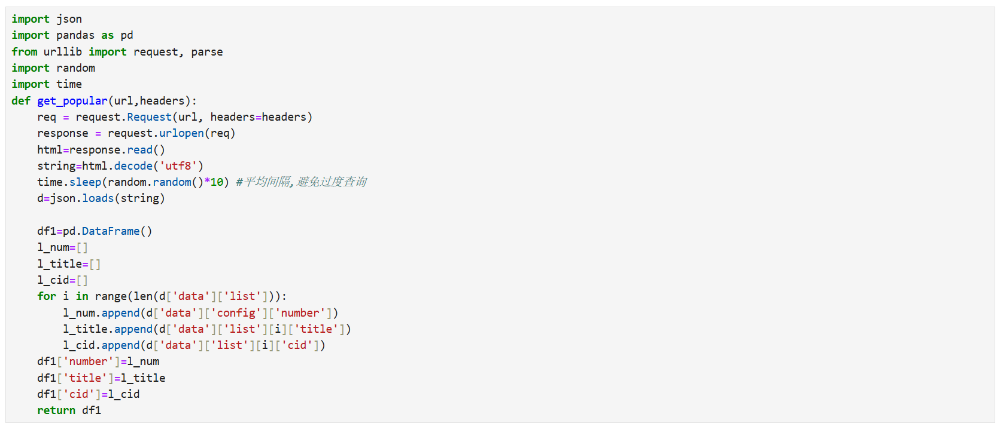 import json
import pandas as pd
from urllib import request, parse
import random
import time
def get_popular(url,headers):
    req = request.Request(url, headers=headers)
    response = request.urlopen(req)
    html=response.read()
    string=html.decode('utf8')
    time.sleep(random.random()*10) #平均间隔,避免过度查询
    d=json.loads(string)

    df1=pd.DataFrame()
    l_num=[]
    l_title=[]
    l_cid=[]
    for i in range(len(d['data']['list'])):
        l_num.append(d['data']['config']['number'])
        l_title.append(d['data']['list'][i]['title'])
        l_cid.append(d['data']['list'][i]['cid'])
    df1['number']=l_num
    df1['title']=l_title
    df1['cid']=l_cid
    return df1